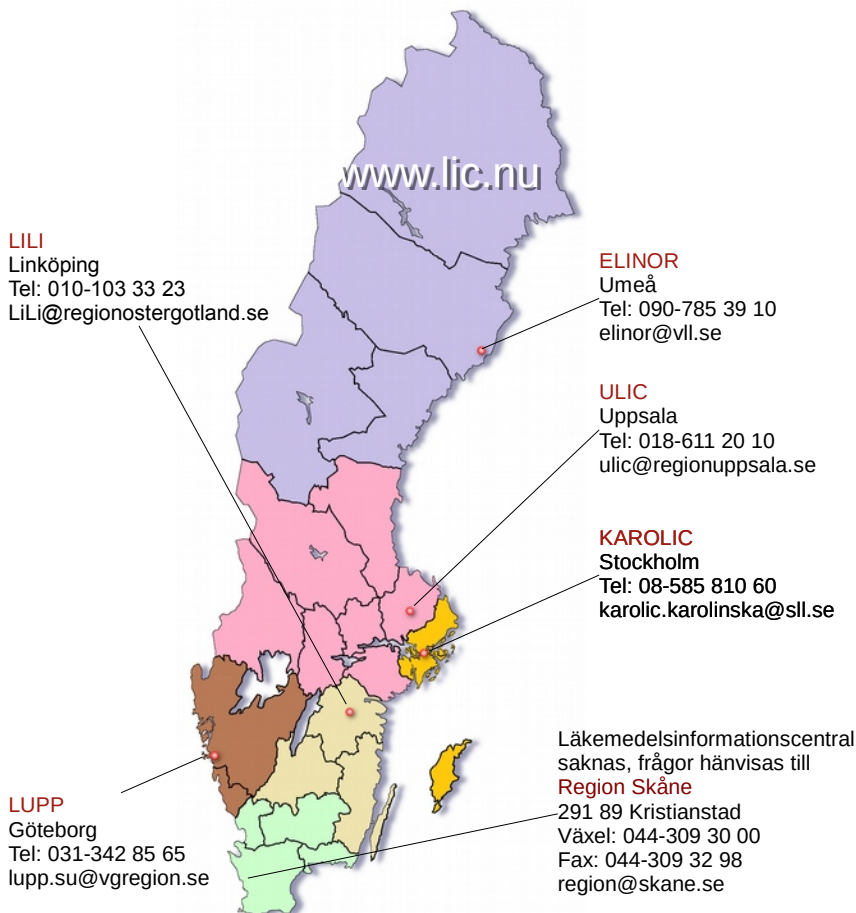 www.lic.nu
LILI
Linköping
Tel: 010-103 33 23
LiLi@regionostergotland.se
ELINOR
Umeå
Tel: 090-785 39 10
elinor@vll.se
ULIC
Uppsala
Tel: 018-611 20 10
ulic@regionuppsala.se
KAROLIC
Stockholm
Tel: 08-585 810 60
karolic.karolinska@sll.se
LUPP
Göteborg
Tel: 031-342 85 65
lupp.su@vgregion.se
Läkemedelsinformationscentral
saknas, frågor hänvisas till
Region Skåne
291 89 Kristianstad
Växel: 044-309 30 00
Fax: 044-309 32 98
region@skane.se